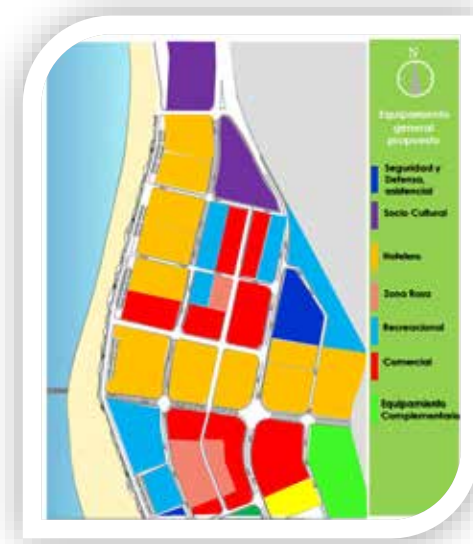 N
Equipamiento
general
propuesto
Seguridad y
Defensa,
asistencial
Socio Cultural
Hotelero
Zona Rosa
Recreacional
Comercial
Equipamiento
Complementario